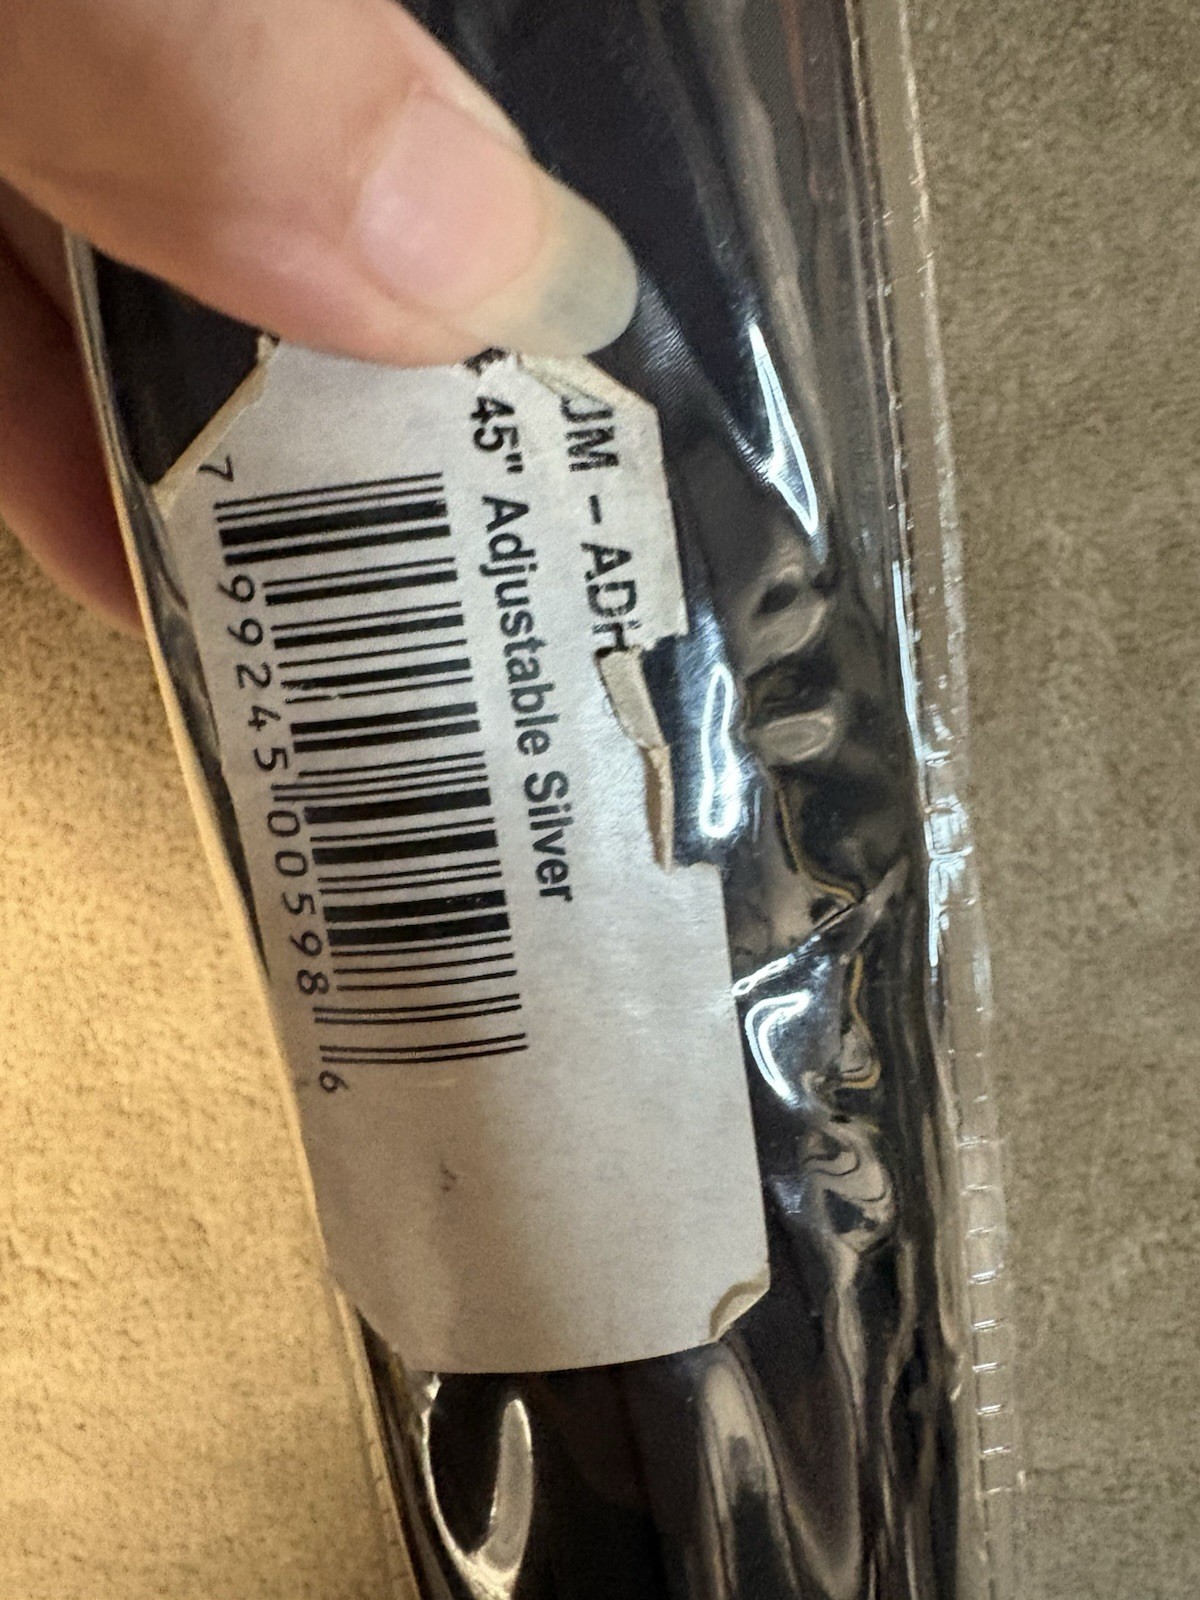 JM - ADH
45" Adjustable Silver
7 99245 00598 6